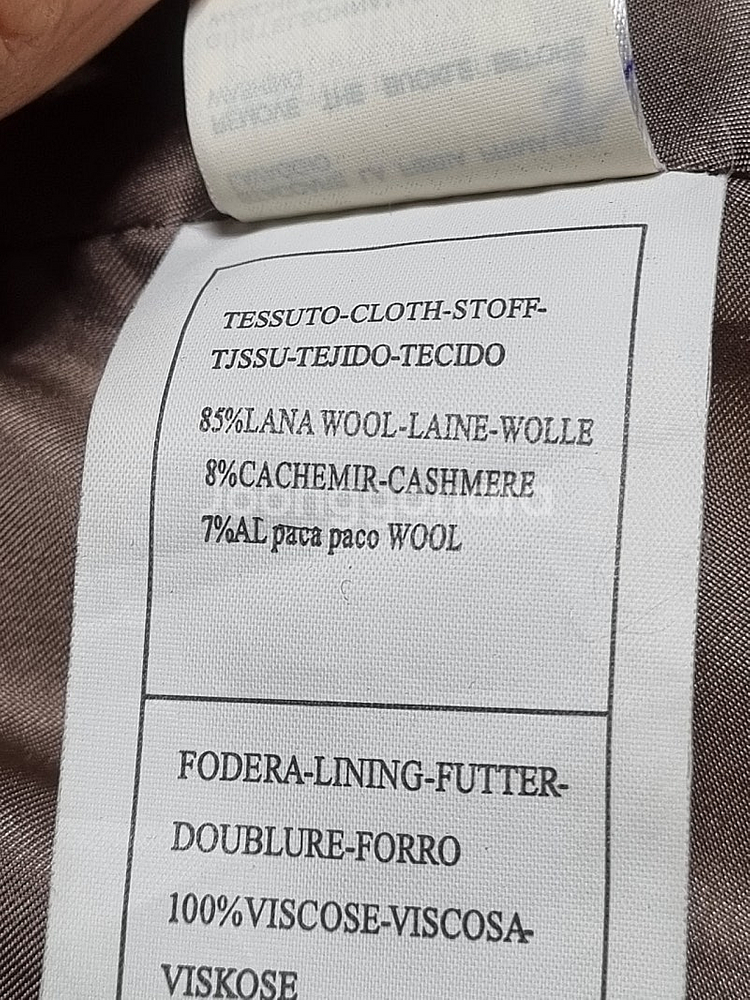 TESSUTO-CLOTH-STOFF-
TJSSU-TEJIDO-TECIDO
85%LANA WOOL-LAINE-WOLLE
8%CACHEMIR-CASHMERE
7%AL paca paco WOOL
FODERA-LINING-FUTTER-
DOUBLURE-FORRO
100%VISCOSE-VISCOSA-
VISKOSE